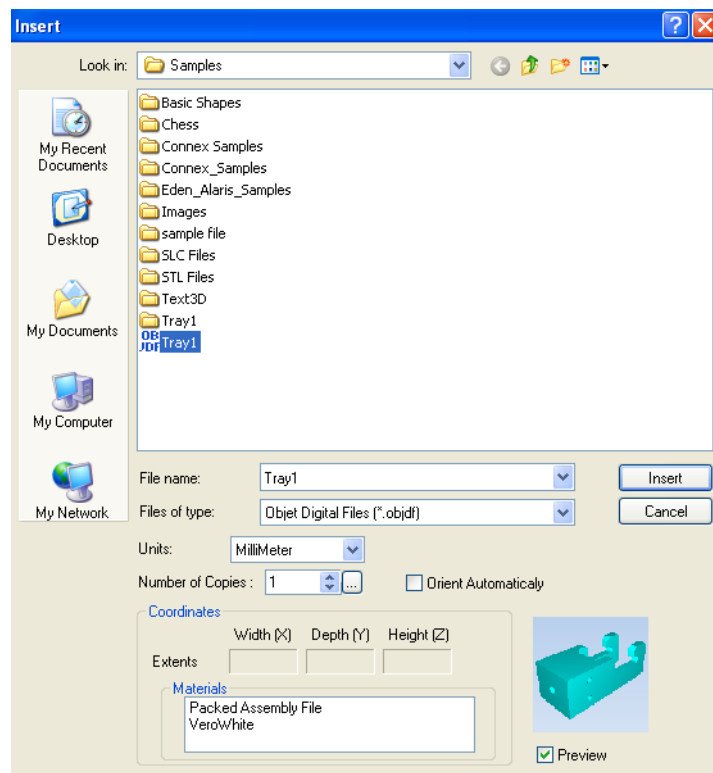 Insert
Look in: Samples
My Recent Documents
Desktop
My Documents
My Computer
My Network
Basic Shapes
Chess
Connex Samples
Connex_Samples
Eden_Alaris_Samples
Images
sample file
SLC Files
STL Files
Text3D
Tray1
OB
JDF Tray1
File name: Tray1 Insert
Files of type: Objet Digital Files (*.objdf) Cancel
Units: MilliMeter
Number of Copies : 1 ... Orient Automaticaly
Coordinates
Width (X) Depth (Y) Height (Z)
Extents
Materials
Packed Assembly File
VeroWhite
Preview